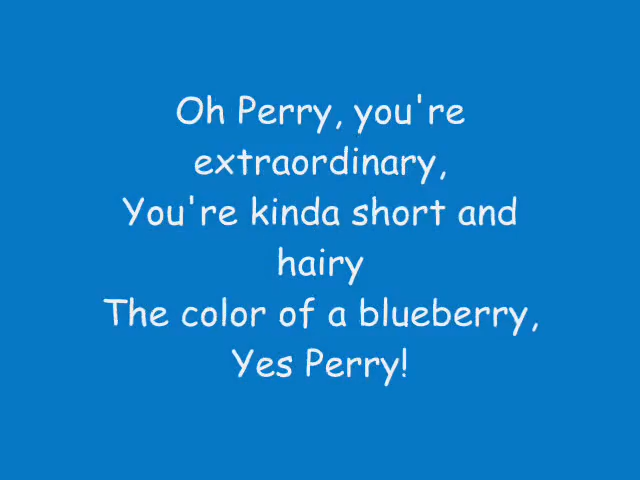 Oh Perry, you're
extraordinary,
You're kinda short and
hairy
The color of a blueberry,
Yes Perry!